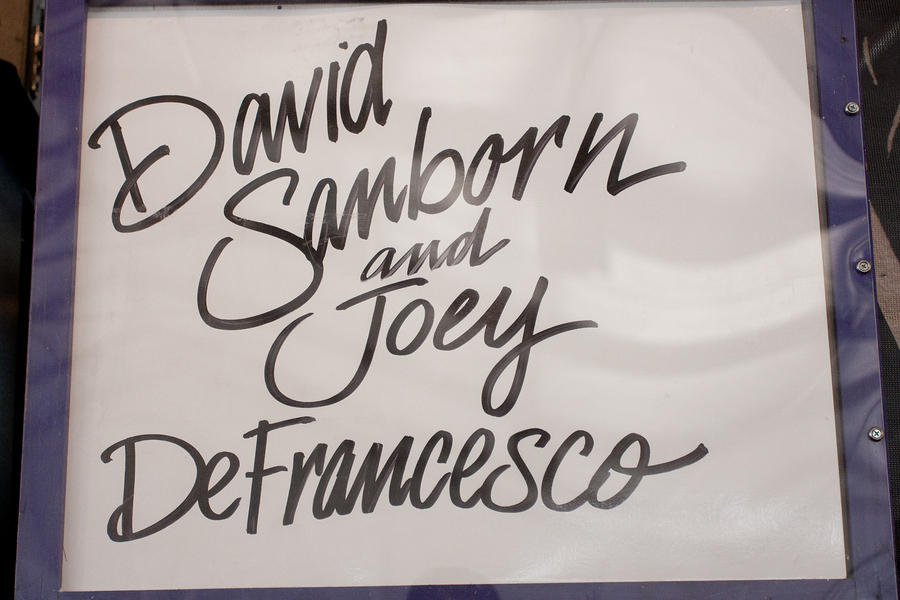 David
Sanborn
and
Joey
DeFrancesco